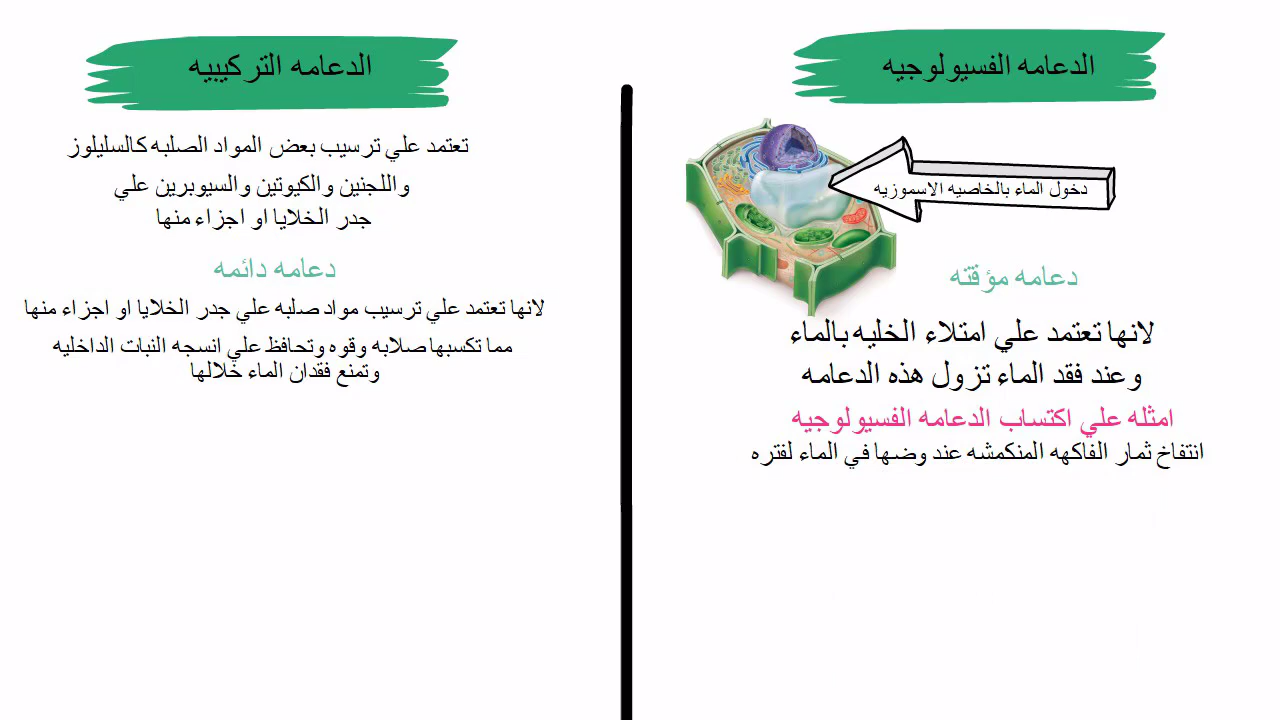 الدعامه الفسيولوجيه
دخول الماء بالخاصيه الاسموزيه
دعامه مؤقته
لانها تعتمد علي امتلاء الخليه بالماء
وعند فقد الماء تزول هذه الدعامه
امثله علي اكتساب الدعامه الفسيولوجيه
انتفاخ ثمار الفاكهه المنكمشه عند وضها في الماء لفتره
الدعامه التركيبيه
تعتمد علي ترسيب بعض المواد الصلبه كالسليلوز
واللجنين والكيوتين والسيوبرين علي
جدر الخلايا او اجزاء منها
دعامه دائمه
لانها تعتمد علي ترسيب مواد صلبه علي جدر الخلايا او اجزاء منها
مما تكسبها صلابه وقوه وتحافظ علي انسجه النبات الداخليه
وتمنع فقدان الماء خلالها